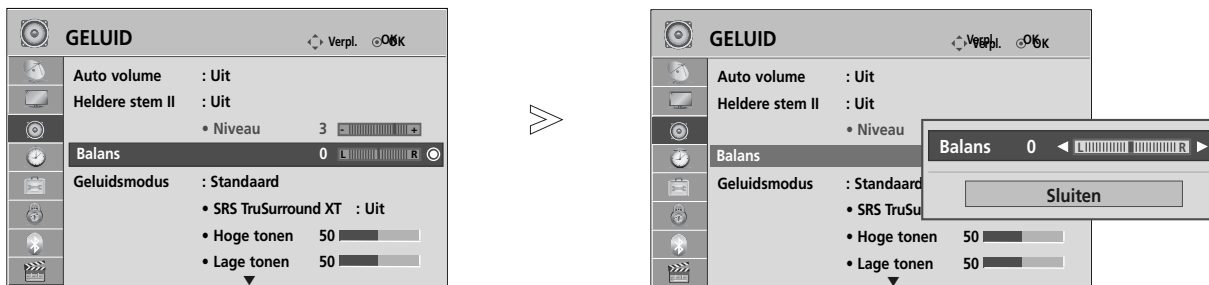 GELUID Verpl. OK
Auto volume : Uit
Heldere stem II : Uit
• Niveau 3 - +
Balans 0 L R
Geluidsmodus : Standaard
• SRS TruSurround XT : Uit
• Hoge tonen 50
• Lage tonen 50
GELUID Verpl. OK
Auto volume : Uit
Heldere stem II : Uit
• Niveau
Balans
Geluidsmodus : Standaard
• SRS TruSu
• Hoge tonen 50
• Lage tonen 50
Balans 0 L R
Sluiten